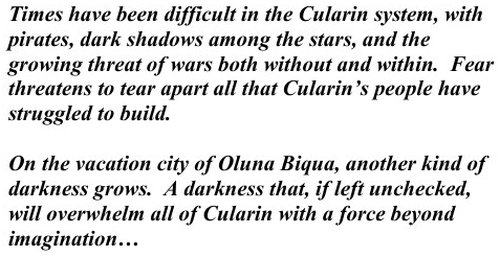 Times have been difficult in the Cularin system, with
pirates, dark shadows among the stars, and the
growing threat of wars both without and within.  Fear
threatens to tear apart all that Cularin’s people have
struggled to build.

On the vacation city of Oluna Biqua, another kind of
darkness grows.  A darkness that, if left unchecked,
will overwhelm all of Cularin with a force beyond
imagination…